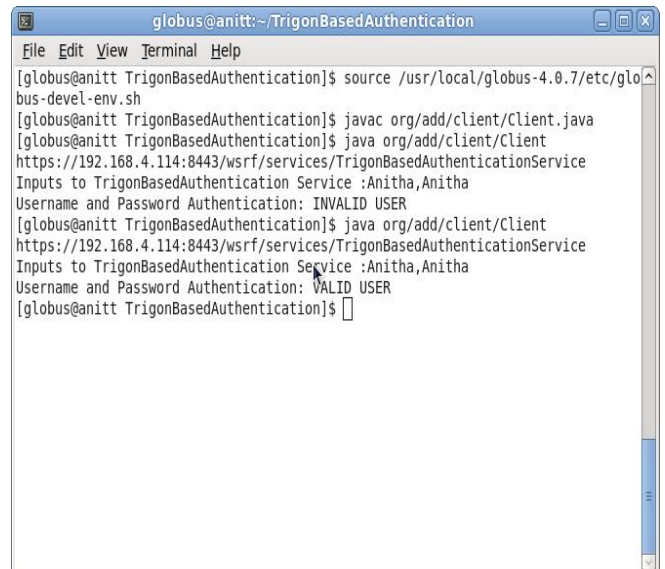 globus@anitt:~/TrigonBasedAuthentication
File Edit View Terminal Help
[globus@anitt TrigonBasedAuthentication]$ source /usr/local/globus-4.0.7/etc/glo
bus-devel-env.sh
[globus@anitt TrigonBasedAuthentication]$ javac org/add/client/Client.java
[globus@anitt TrigonBasedAuthentication]$ java org/add/client/Client
https://192.168.4.114:8443/wsrf/services/TrigonBasedAuthenticationService
Inputs to TrigonBasedAuthentication Service :Anitha,Anitha
Username and Password Authentication: INVALID USER
[globus@anitt TrigonBasedAuthentication]$ java org/add/client/Client
https://192.168.4.114:8443/wsrf/services/TrigonBasedAuthenticationService
Inputs to TrigonBasedAuthentication Service :Anitha,Anitha
Username and Password Authentication: VALID USER
[globus@anitt TrigonBasedAuthentication]$